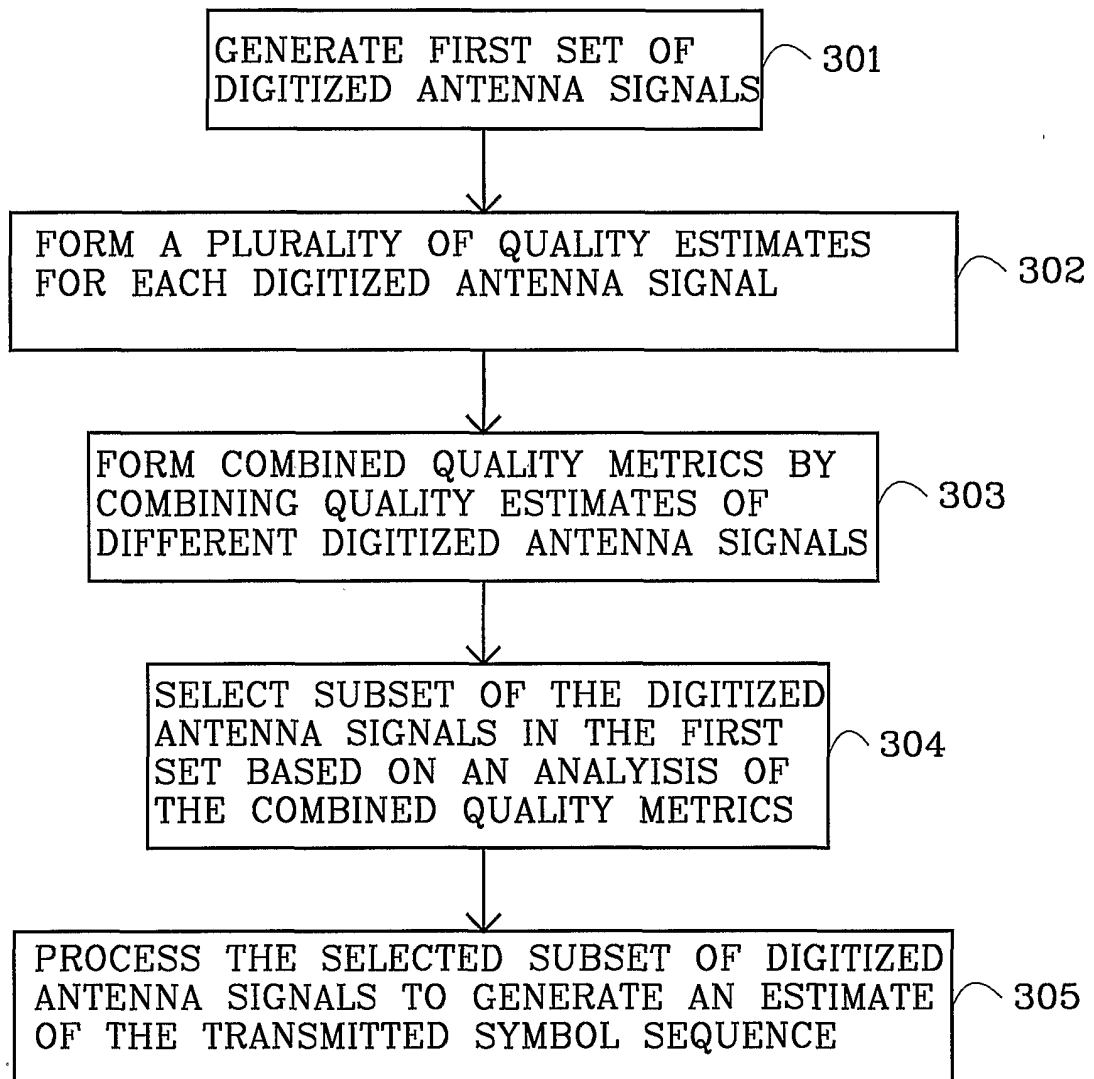 GENERATE FIRST SET OF
DIGITIZED ANTENNA SIGNALS
301
FORM A PLURALITY OF QUALITY ESTIMATES
FOR EACH DIGITIZED ANTENNA SIGNAL
302
FORM COMBINED QUALITY METRICS BY
COMBINING QUALITY ESTIMATES OF
DIFFERENT DIGITIZED ANTENNA SIGNALS
303
SELECT SUBSET OF THE DIGITIZED
ANTENNA SIGNALS IN THE FIRST
SET BASED ON AN ANALYISIS OF
THE COMBINED QUALITY METRICS
304
PROCESS THE SELECTED SUBSET OF DIGITIZED
ANTENNA SIGNALS TO GENERATE AN ESTIMATE
OF THE TRANSMITTED SYMBOL SEQUENCE
305